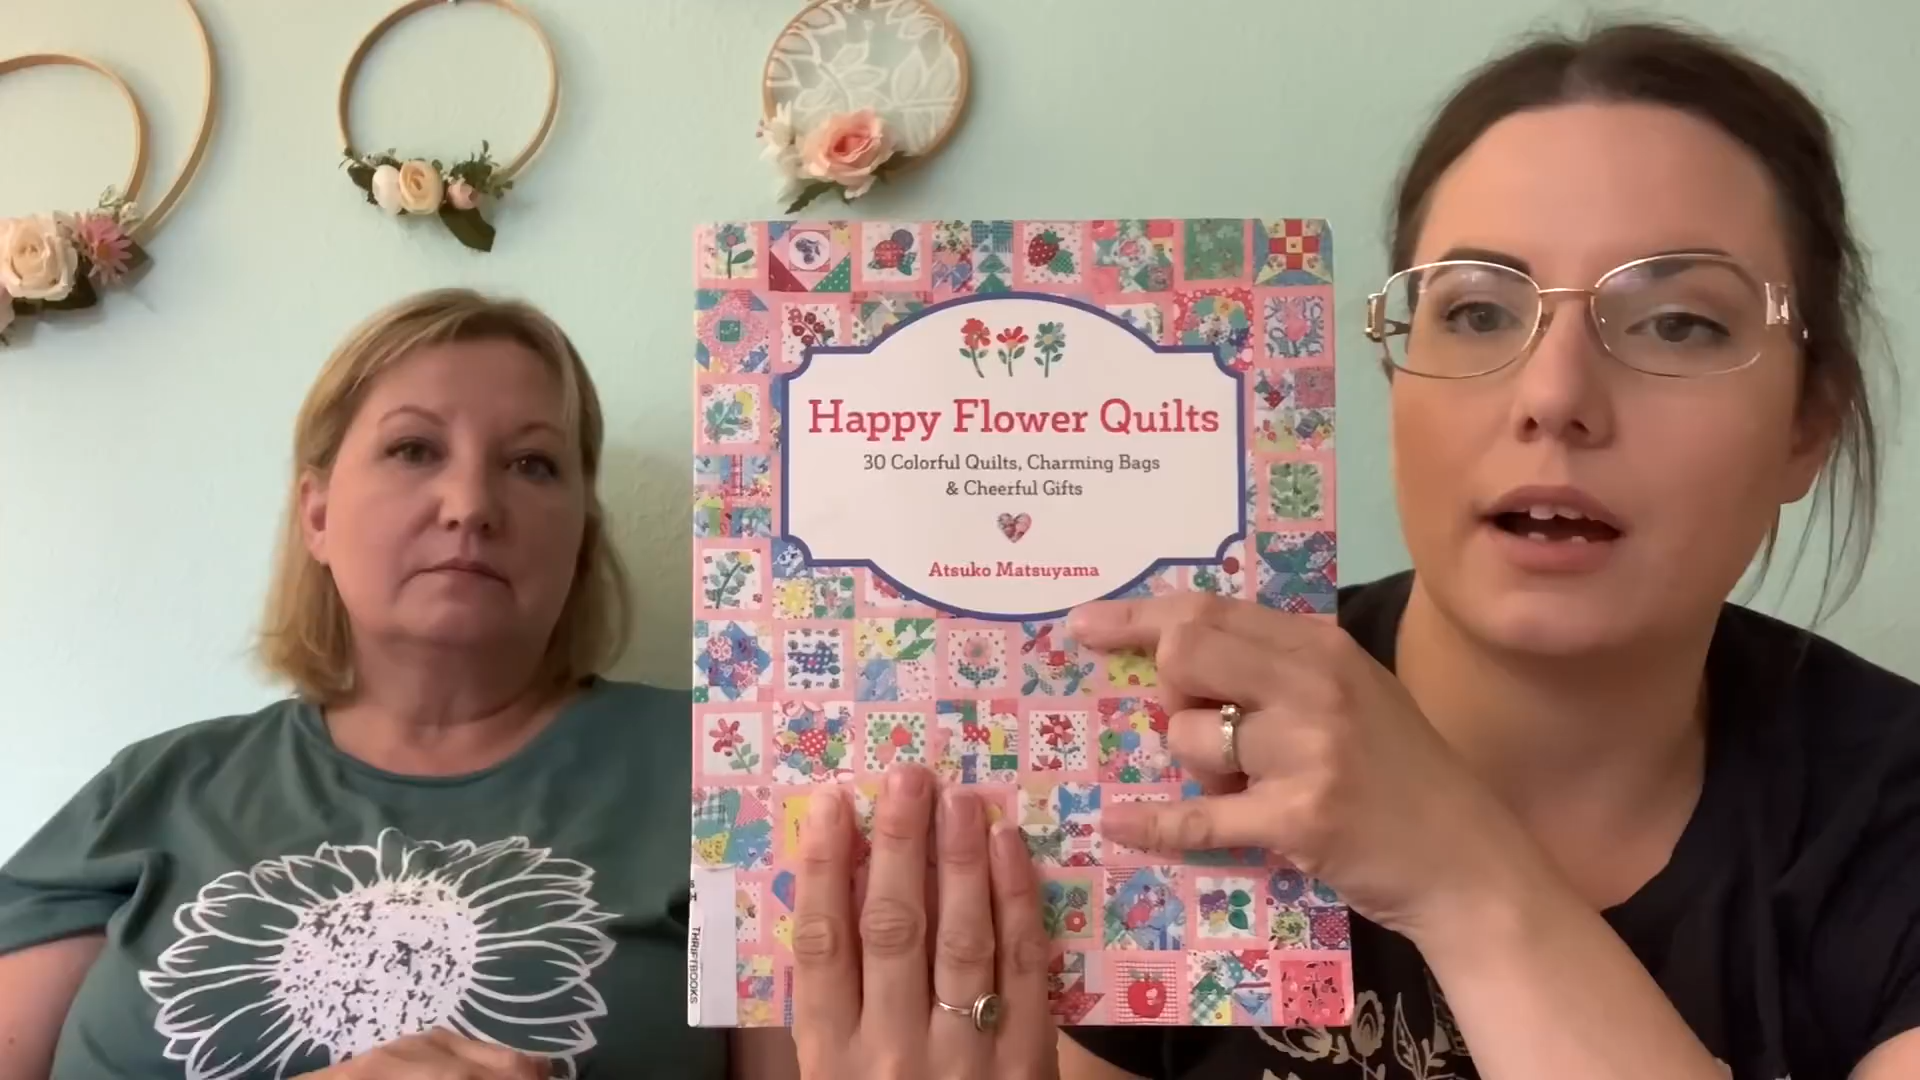 Happy Flower Quilts
30 Colorful Quilts, Charming Bags
& Cheerful Gifts
Atsuko Matsuyama
THRIFTBOOKS